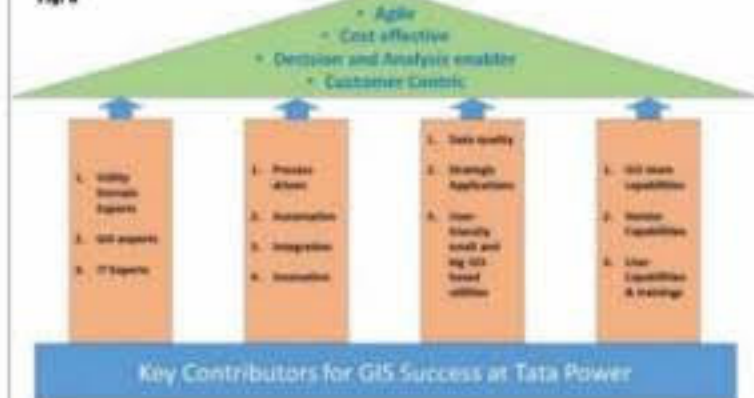 • Agile
• Cost effective
• Decision and Analysis enabler
• Customer Centric
1. Utility
Domain
Experts
2. GIS experts
3. IT Experts
1. Process
driven
2. Automation
3. Integration
4. Innovation
1. Data quality
2. Strategic
Applications
3. User-
friendly
small and
big GIS
based
utilities
1. GIS team
capabilities
2. Vendor
Capabilities
3. User
Capabilities
& trainings
Key Contributors for GIS Success at Tata Power